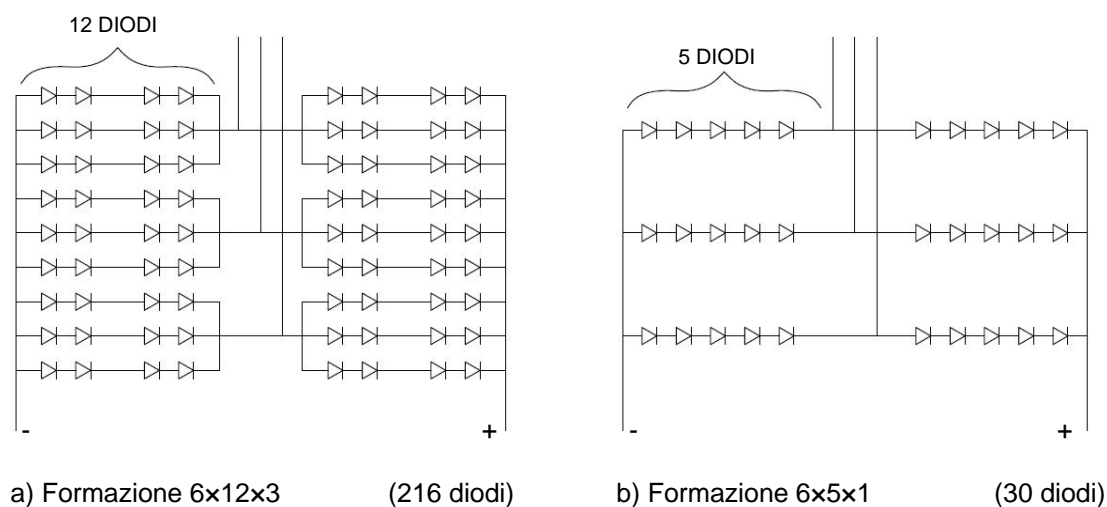 12 DIODI
5 DIODI
- +
- +
a) Formazione 6×12×3 (216 diodi)
b) Formazione 6×5×1 (30 diodi)